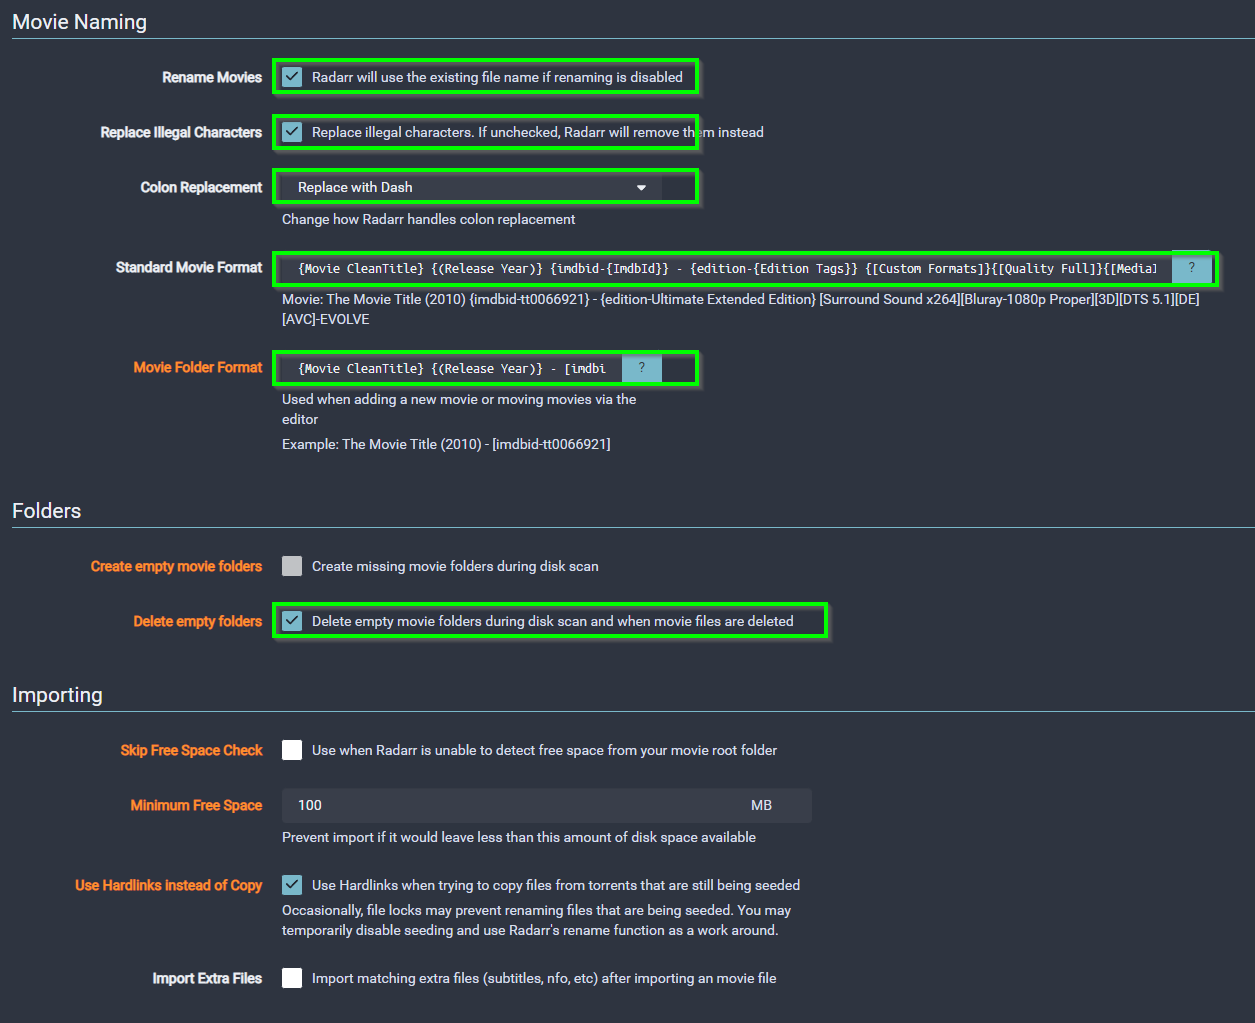 Movie Naming
Rename Movies
Radarr will use the existing file name if renaming is disabled
Replace Illegal Characters
Replace illegal characters. If unchecked, Radarr will remove them instead
Colon Replacement
Replace with Dash
Change how Radarr handles colon replacement
Standard Movie Format
{Movie CleanTitle} {(Release Year)} {imdbid-{ImdbId}} - {edition-{Edition Tags}} {[Custom Formats]}{[Quality Full]}{[MediaI
?
Movie: The Movie Title (2010) {imdbid-tt0066921} - {edition-Ultimate Extended Edition} [Surround Sound x264][Bluray-1080p Proper][3D][DTS 5.1][DE]
[AVC]-EVOLVE
Movie Folder Format
{Movie CleanTitle} {(Release Year)} - [imdbi
?
Used when adding a new movie or moving movies via the
editor
Example: The Movie Title (2010) - [imdbid-tt0066921]
Folders
Create empty movie folders
Create missing movie folders during disk scan
Delete empty folders
Delete empty movie folders during disk scan and when movie files are deleted
Importing
Skip Free Space Check
Use when Radarr is unable to detect free space from your movie root folder
Minimum Free Space
100
MB
Prevent import if it would leave less than this amount of disk space available
Use Hardlinks instead of Copy
Use Hardlinks when trying to copy files from torrents that are still being seeded
Occasionally, file locks may prevent renaming files that are being seeded. You may
temporarily disable seeding and use Radarr's rename function as a work around.
Import Extra Files
Import matching extra files (subtitles, nfo, etc) after importing an movie file